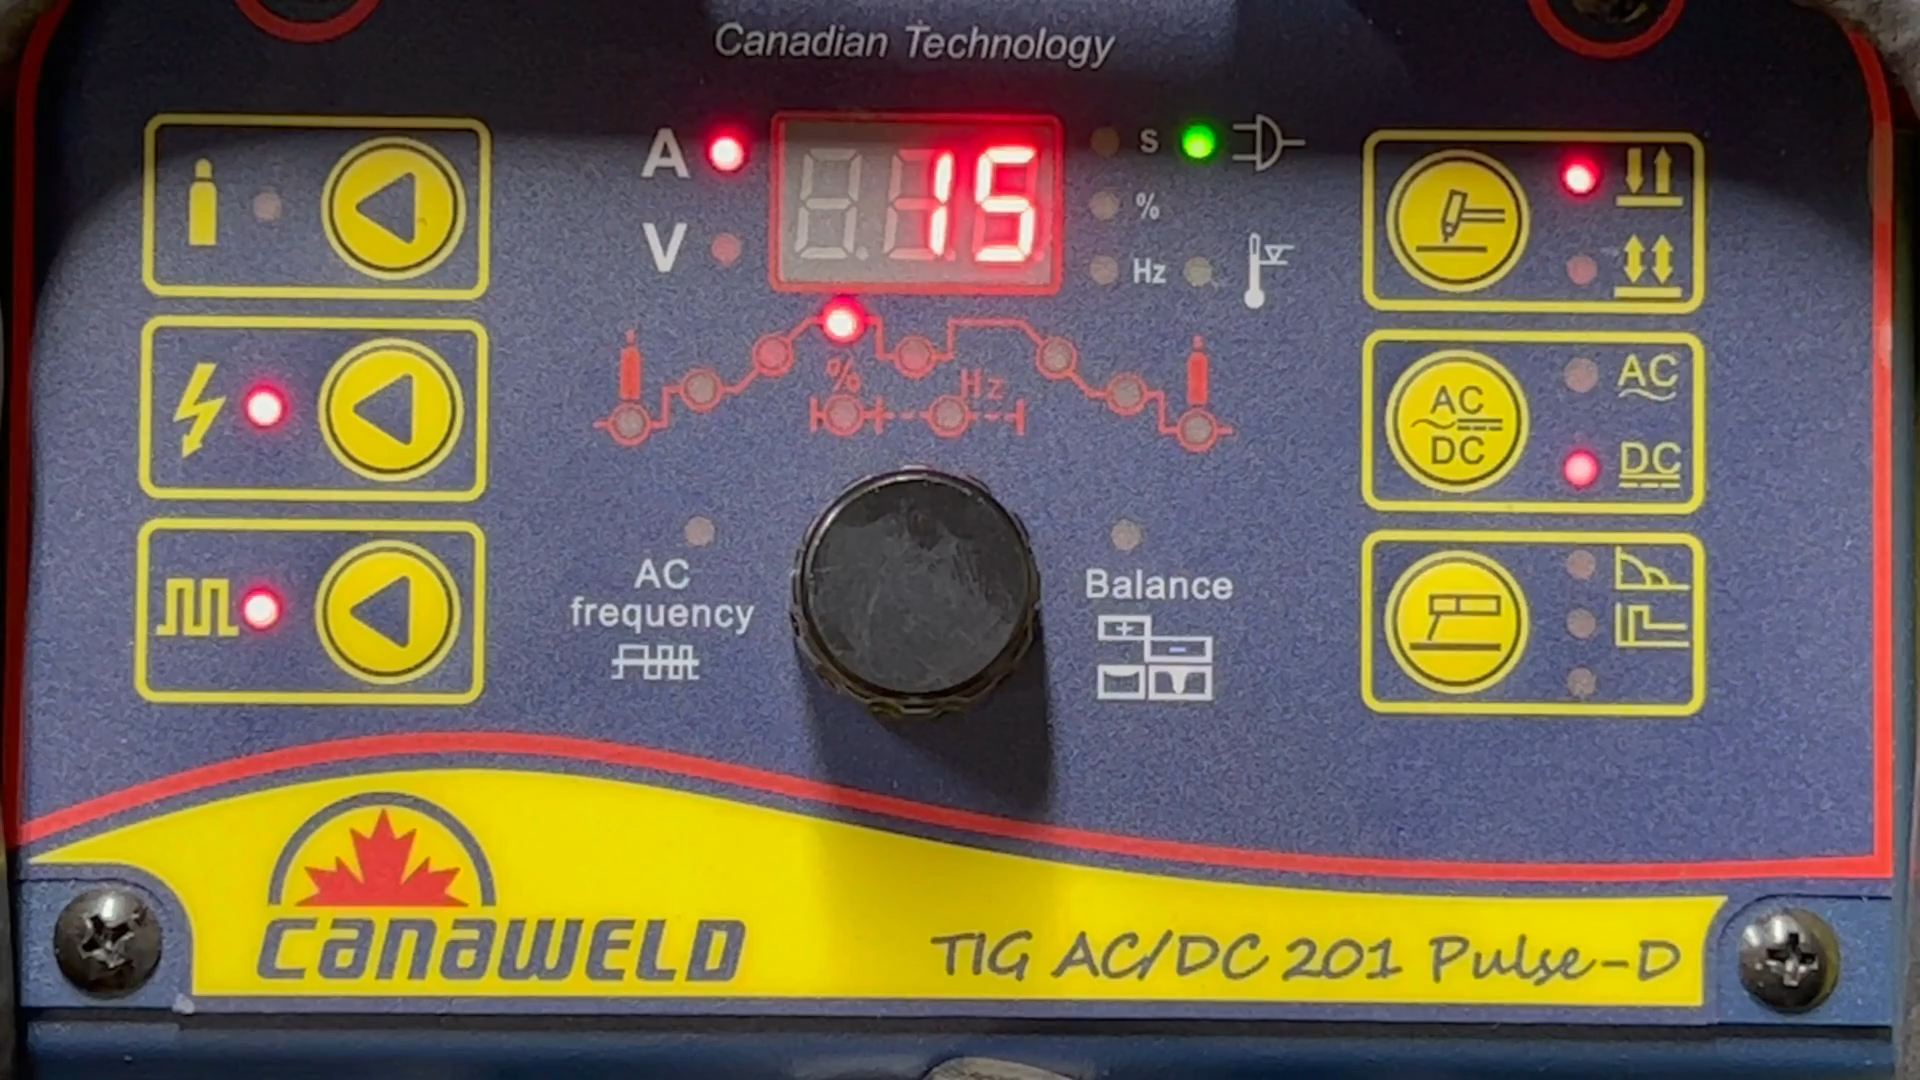 Canadian Technology
A
15
S
%
V
Hz
%
Hz
AC
DC
AC
DC
AC
frequency
Balance
+
-
CANAWELD
TIG AC/DC 201 Pulse-D